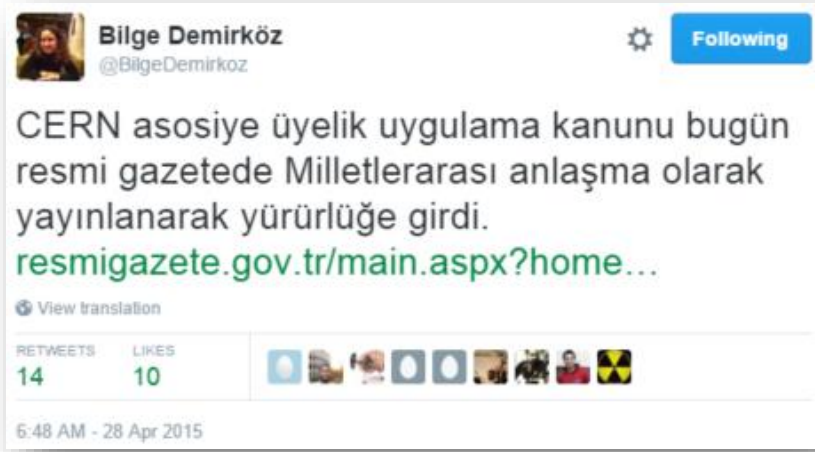 Bilge Demirköz
@BilgeDemirkoz
Following
CERN asosiye üyelik uygulama kanunu bugün
resmi gazetede Milletlerarası anlaşma olarak
yayınlanarak yürürlüğe girdi.
resmigazete.gov.tr/main.aspx?home...
View translation
RETWEETS LIKES
14 10
6:48 AM - 28 Apr 2015